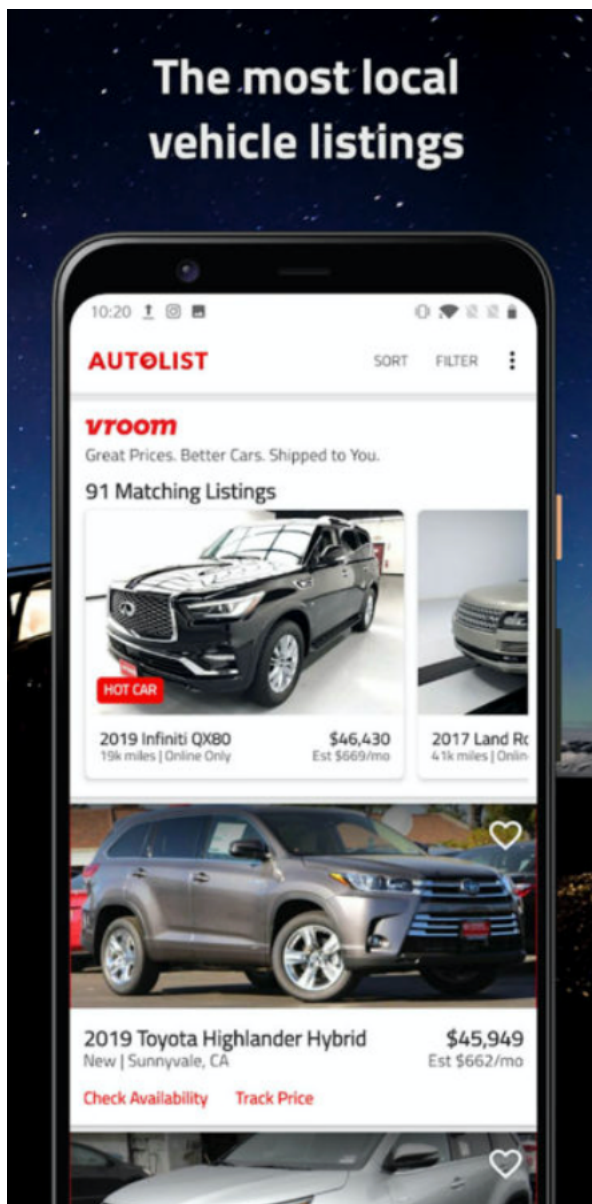 The most local
vehicle listings
10:20
AUTOLIST
SORT
FILTER
vroom
Great Prices. Better Cars. Shipped to You.
91 Matching Listings
HOT CAR
2019 Infiniti QX80
$46,430
19k miles | Online Only
Est $669/mo
2017 Land Ro
41k miles | Onlin
2019 Toyota Highlander Hybrid
$45,949
New | Sunnyvale, CA
Est $662/mo
Check Availability
Track Price